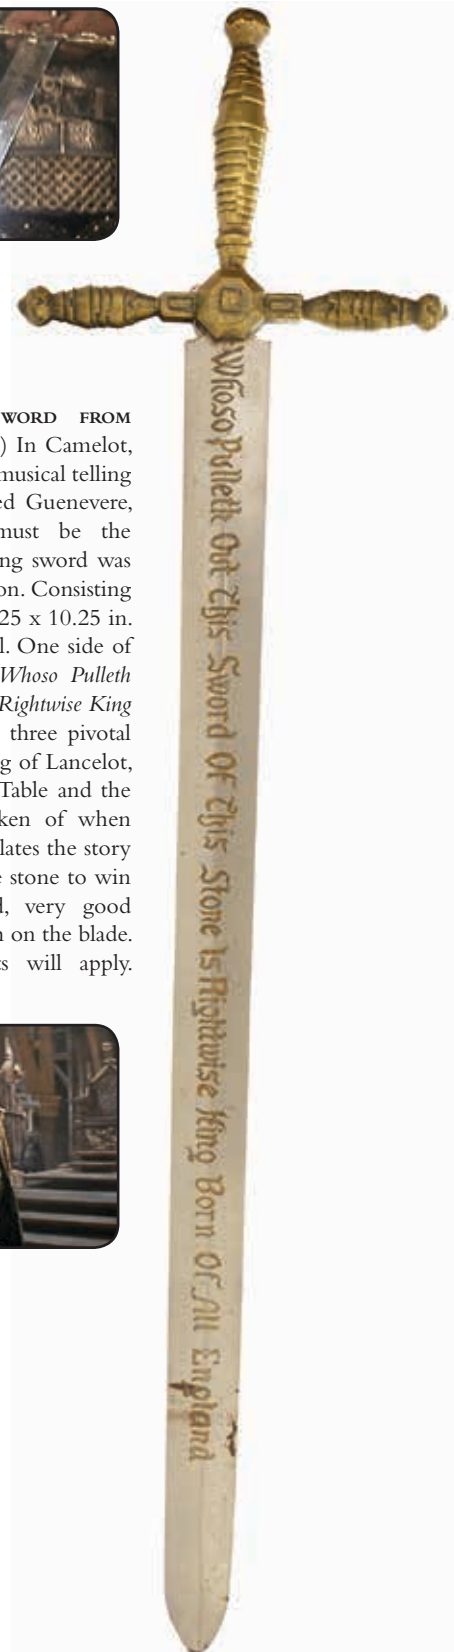 WORD FROM
) In Camelot,
musical telling
ed Guenevere,
must be the
ng sword was
on. Consisting
25 x 10.25 in.
l. One side of
Whoso Pulleth
Rightwise King
three pivotal
g of Lancelot,
Table and the
ken of when
lates the story
e stone to win
d, very good
n on the blade.
ts will apply.
Whoso Pulleth Out This Sword Of This Stone Is Rightwise King Born Of All England